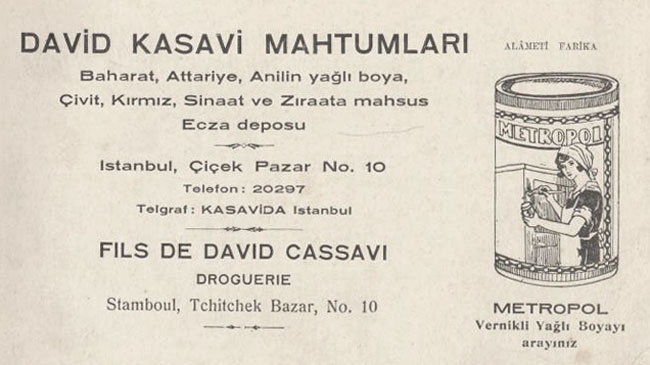 DAVİD KASAVİ MAHTUMLARI
Baharat, Attariye, Anilin yağlı boya,
Çivit, Kırmız, Sinaat ve Ziraata mahsus
Ecza deposu
Istanbul, Çiçek Pazar No. 10
Telefon: 20297
Telgraf: KASAVİDA Istanbul
FILS DE DAVID CASSAVI
DROGUERIE
Stamboul, Tchitchek Bazar, No. 10
ALÂMETİ FARİKA
METROPOL
METROPOL
Vernikli Yağlı Boyayı
arayınız